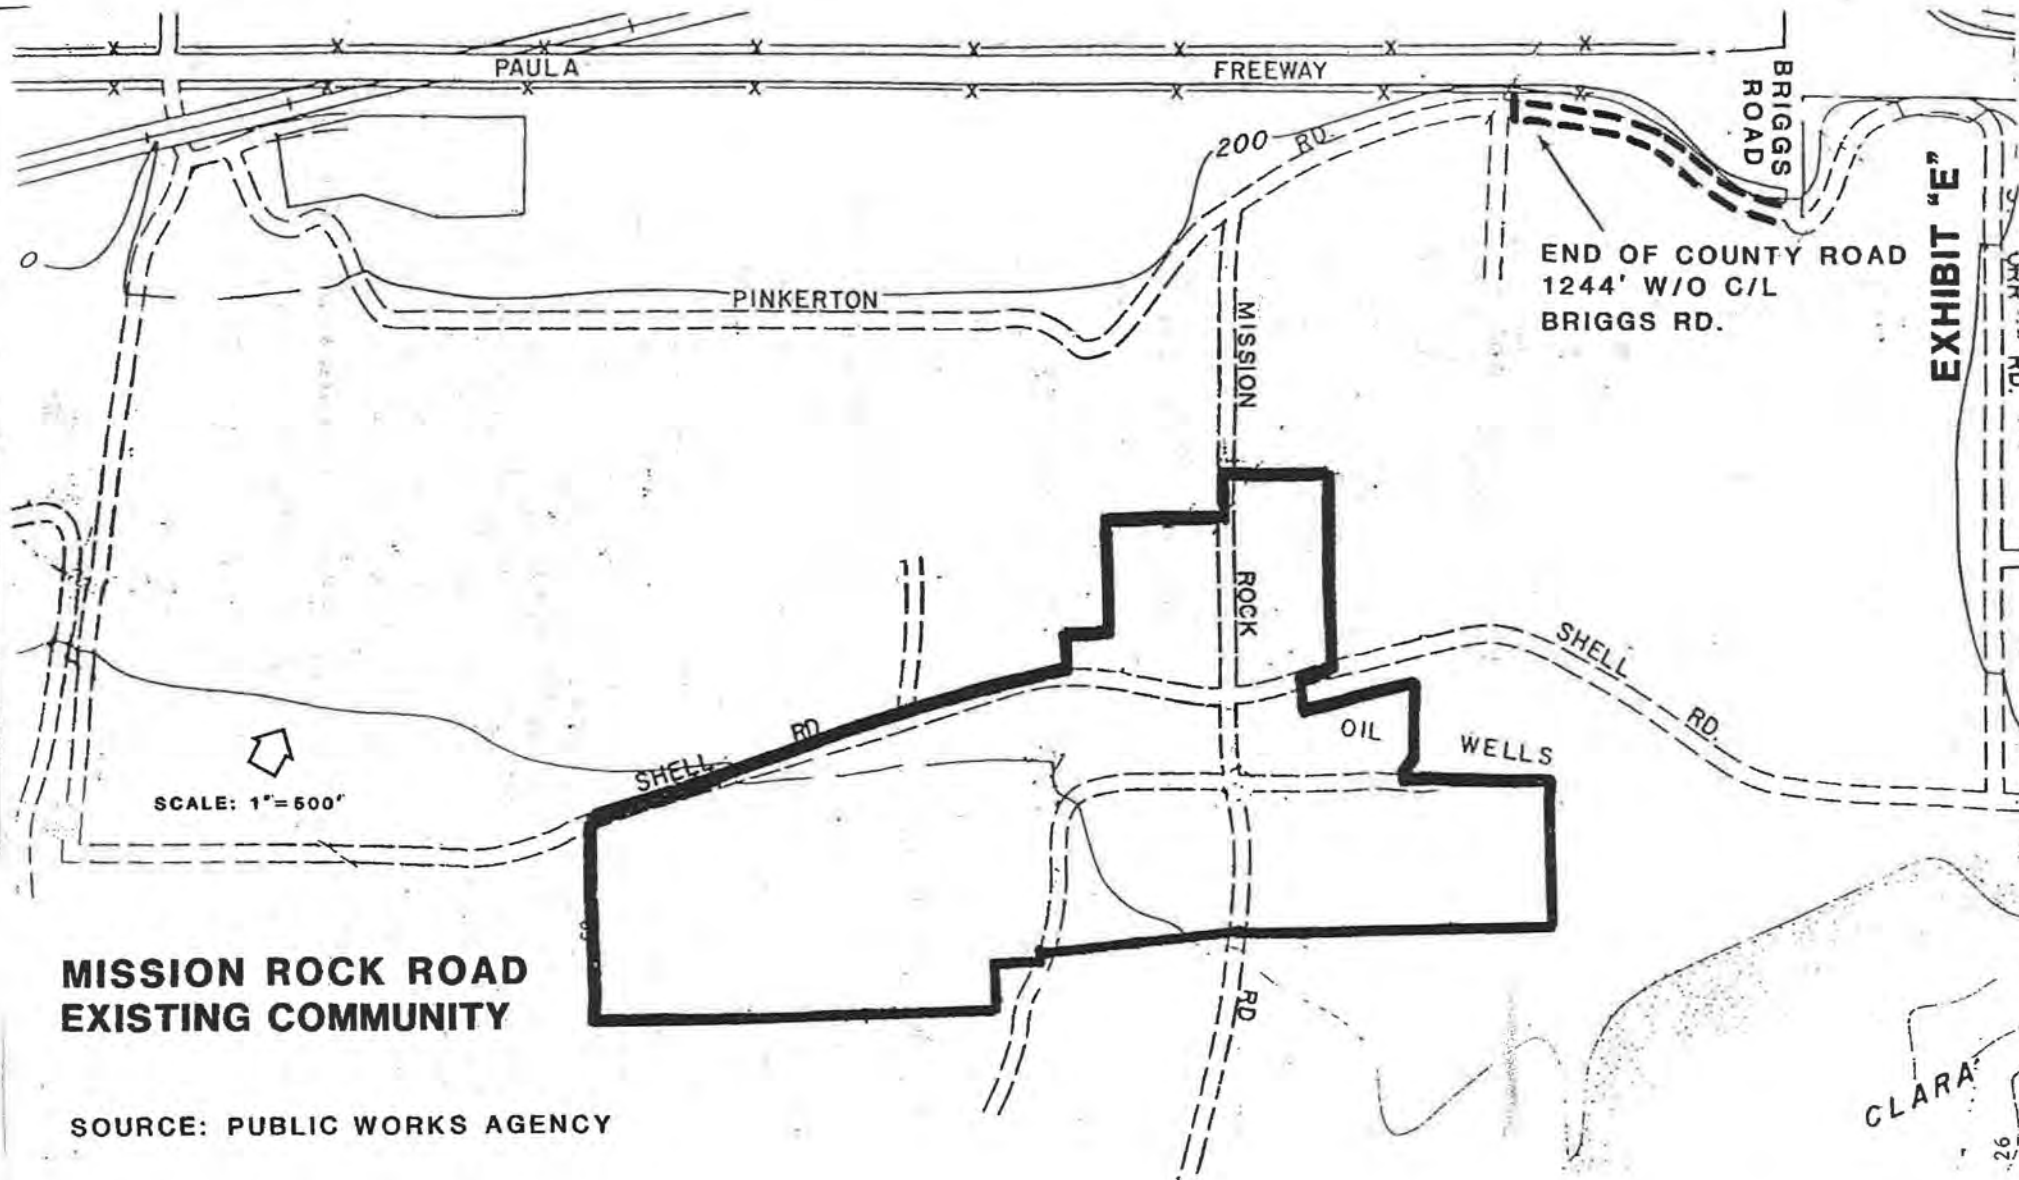 PAULA FREEWAY
BRIGGS
ROAD
200
RD.
END OF COUNTY ROAD
1244' W/O C/L
BRIGGS RD.
EXHIBIT "E"
RD.
0
PINKERTON
MISSION
ROCK
SHELL
RD.
SHELL
RD.
OIL WELLS
SCALE: 1"=500'
RD
MISSION ROCK ROAD
EXISTING COMMUNITY
SOURCE: PUBLIC WORKS AGENCY
CLARA
26